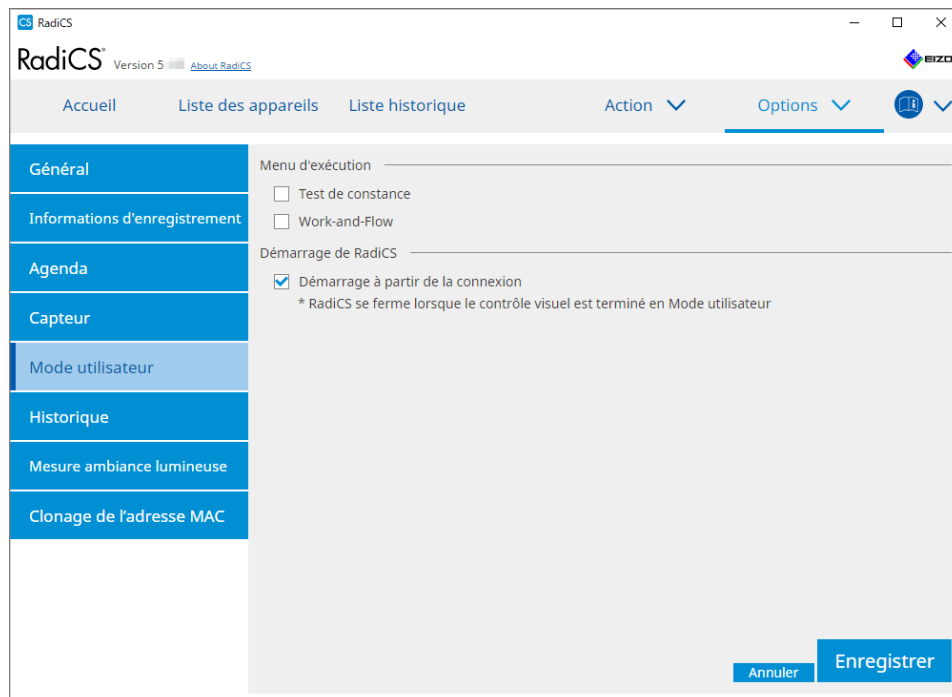 CS RadiCS
RadiCS® Version 5 About RadiCS
EIZO
Accueil Liste des appareils Liste historique Action Options
Général
Informations d'enregistrement
Agenda
Capteur
Mode utilisateur
Historique
Mesure ambiance lumineuse
Clonage de l’adresse MAC
Menu d'exécution
Test de constance
Work-and-Flow
Démarrage de RadiCS
Démarrage à partir de la connexion
* RadiCS se ferme lorsque le contrôle visuel est terminé en Mode utilisateur
Annuler Enregistrer